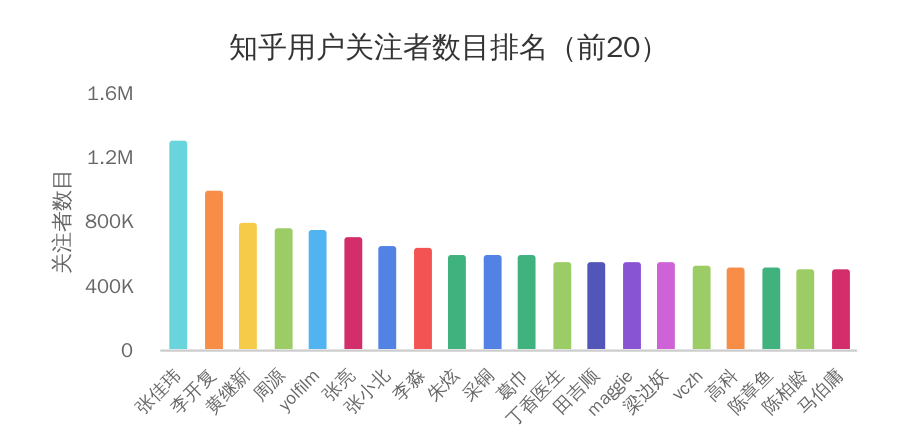 知乎用户关注者数目排名（前20）
关注者数目
1.6M
1.2M
800K
400K
0
张佳玮
李开复
黄继新
周源
yolfilm
张亮
张小北
李淼
朱炫
采铜
葛巾
丁香医生
田吉顺
maggie
梁边妖
vczh
高科
陈章鱼
陈柏龄
马伯庸